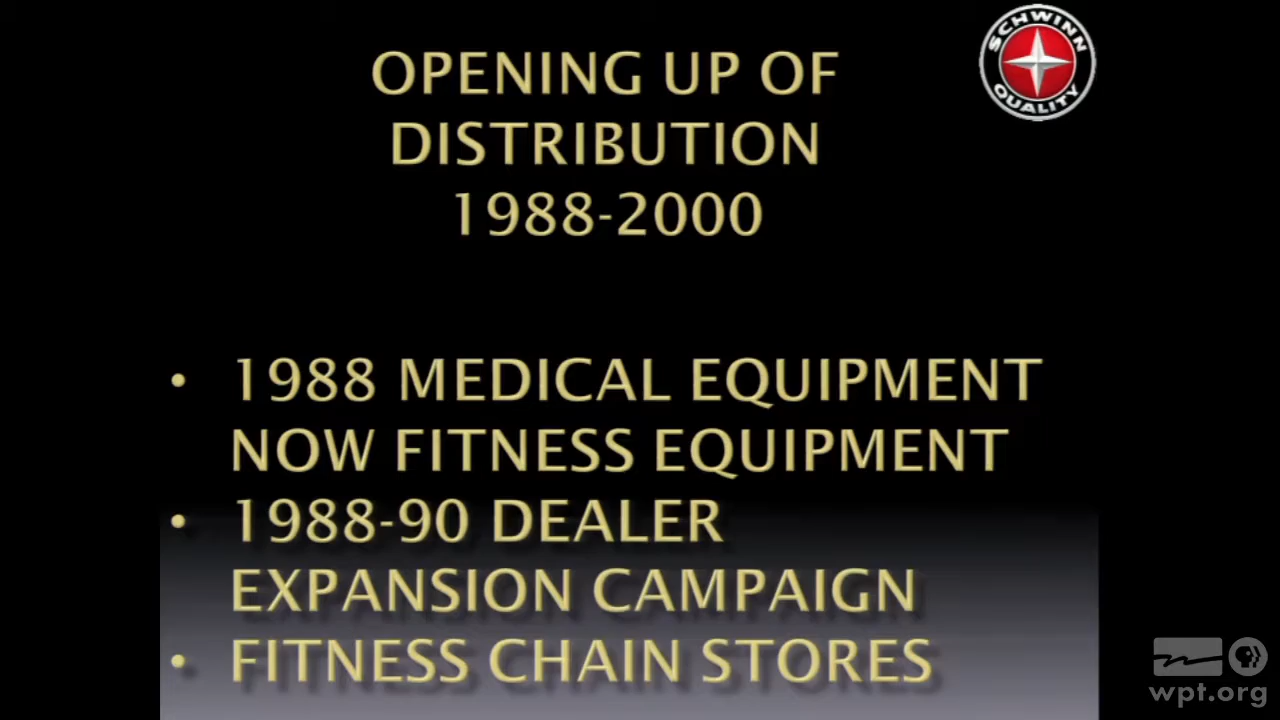 OPENING UP OF
DISTRIBUTION
1988-2000
SCHWINN
QUALITY
• 1988 MEDICAL EQUIPMENT
NOW FITNESS EQUIPMENT
• 1988-90 DEALER
EXPANSION CAMPAIGN
• FITNESS CHAIN STORES
wpt.org